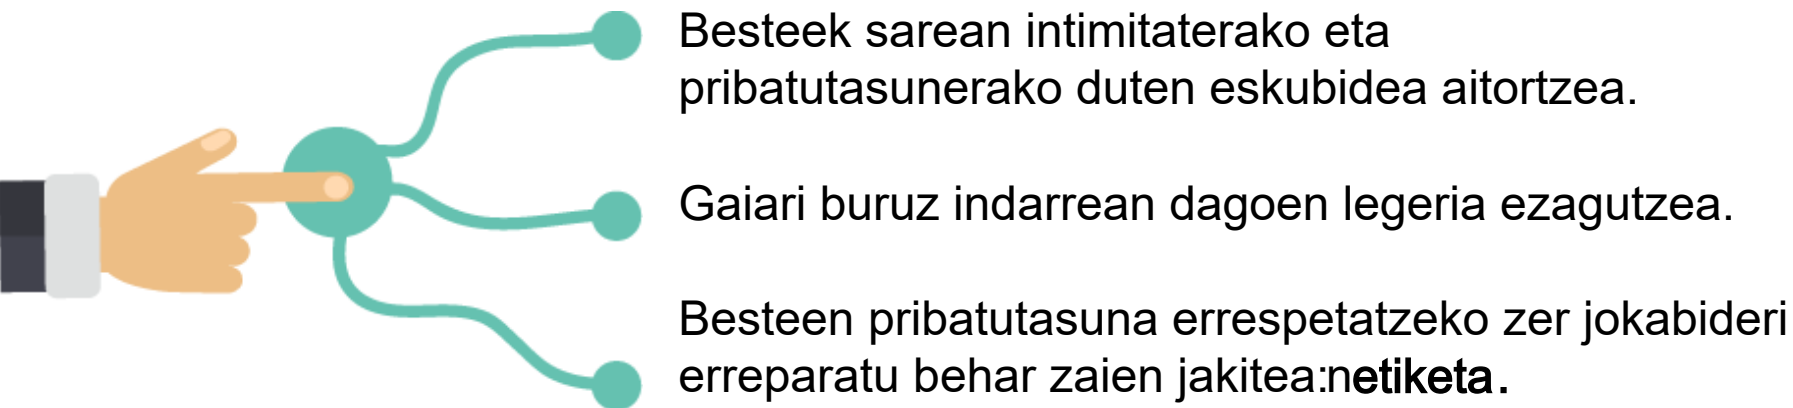 Besteek sarean intimitaterako eta
pribatutasunerako duten eskubidea aitortzea.
Gaiari buruz indarrean dagoen legeria ezagutzea.
Besteen pribatutasuna errespetatzeko zer jokabideri
erreparatu behar zaien jakitea:netiketa.